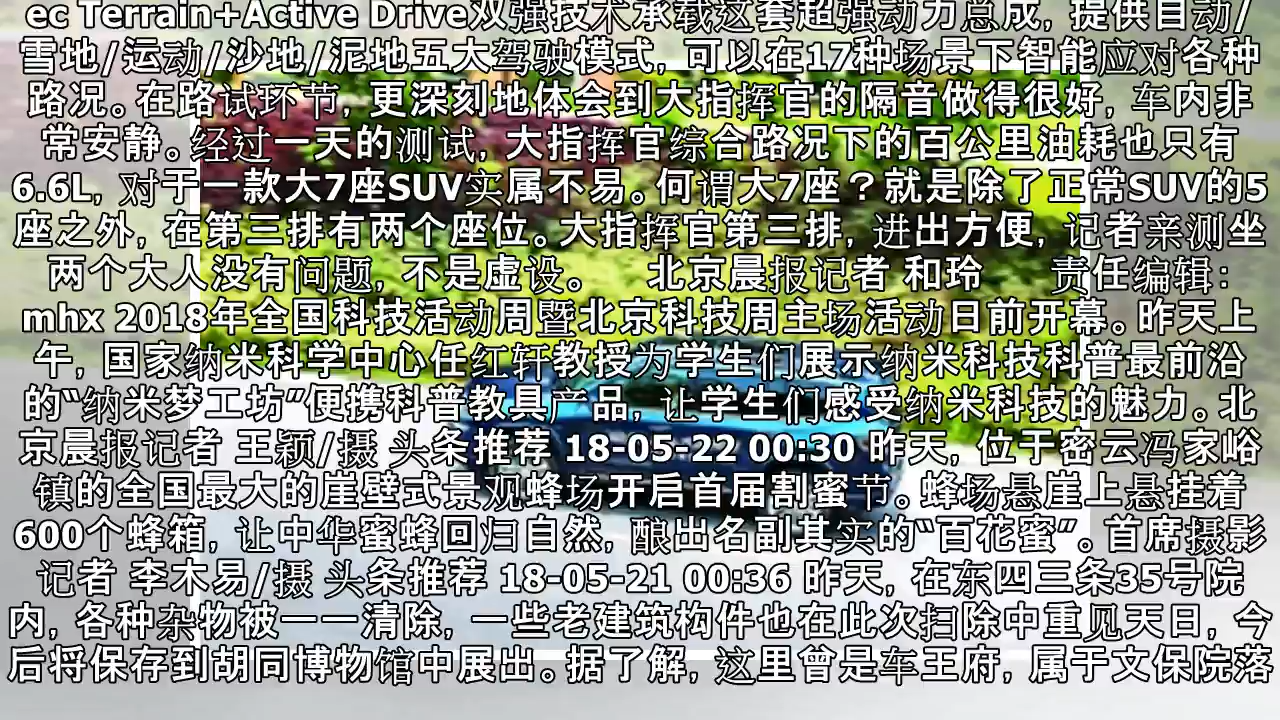 ec Terrain+Active Drive双强技术承载这套超强动力总成, 提供自动/
雪地/运动/沙地/泥地五大驾驶模式, 可以在17种场景下智能应对各种
路况。在路试环节, 更深刻地体会到大指挥官的隔音做得很好, 车内非
常安静。经过一天的测试, 大指挥官综合路况下的百公里油耗也只有
6.6L, 对于一款大7座SUV实属不易。何谓大7座？就是除了正常SUV的5
座之外, 在第三排有两个座位。大指挥官第三排, 进出方便, 记者亲测坐
两个大人没有问题, 不是虚设。 北京晨报记者 和玲 责任编辑:
mhx 2018年全国科技活动周暨北京科技周主场活动日前开幕。昨天上
午, 国家纳米科学中心任红轩教授为学生们展示纳米科技科普最前沿
的“纳米梦工坊”便携科普教具产品, 让学生们感受纳米科技的魅力。北
京晨报记者 王颖/摄 头条推荐 18-05-22 00:30 昨天, 位于密云冯家峪
镇的全国最大的崖壁式景观蜂场开启首届割蜜节。蜂场悬崖上悬挂着
600个蜂箱, 让中华蜜蜂回归自然, 酿出名副其实的“百花蜜”。首席摄影
记者 李木易/摄 头条推荐 18-05-21 00:36 昨天, 在东四三条35号院
内, 各种杂物被一一清除, 一些老建筑构件也在此次扫除中重见天日, 今
后将保存到胡同博物馆中展出。据了解, 这里曾是车王府, 属于文保院落